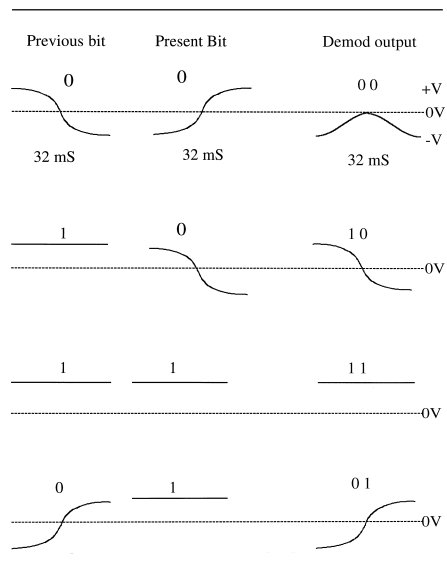 Previous bit Present Bit Demod output
0 0 0 0
+V
0V
-V
32 mS 32 mS 32 mS
1 0 1 0
0V
1 1 1 1
0V
0 1 0 1
0V